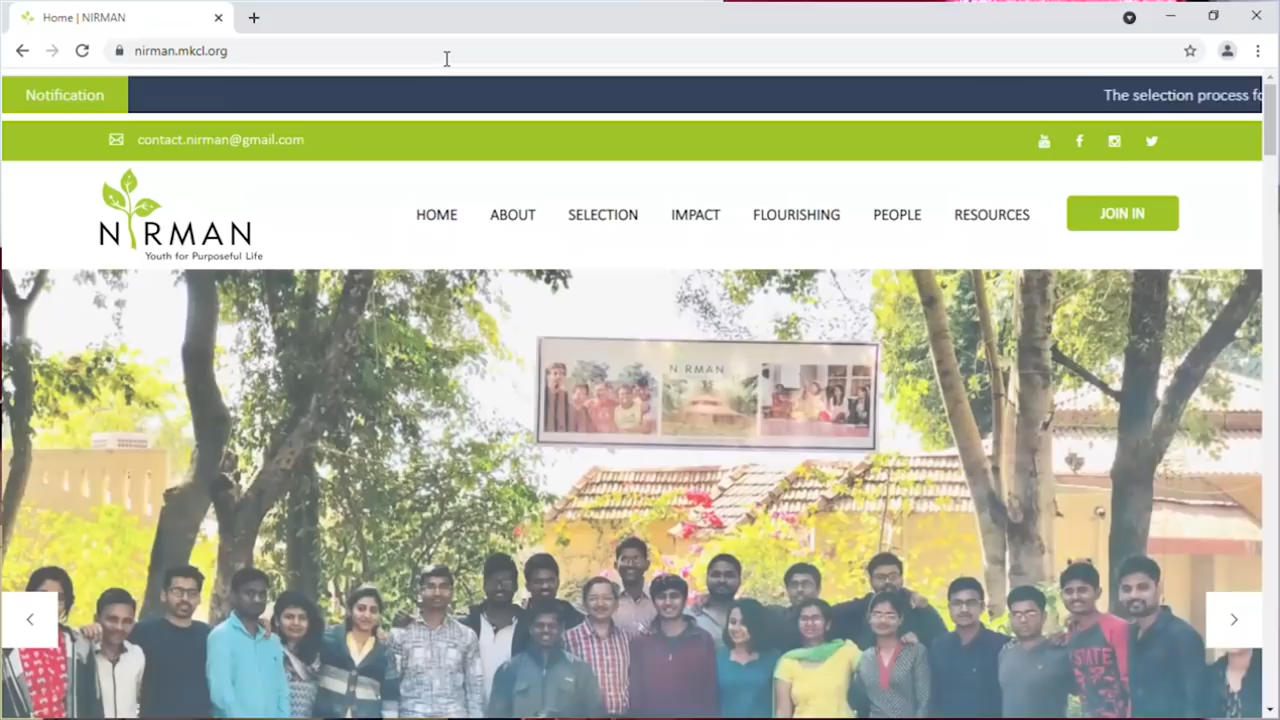 Home | NIRMAN
nirman.mkcl.org
Notification
The selection process fo
contact.nirman@gmail.com
NIRMAN
Youth for Purposeful Life
HOME ABOUT SELECTION IMPACT FLOURISHING PEOPLE RESOURCES JOIN IN
NIRMAN
STATE